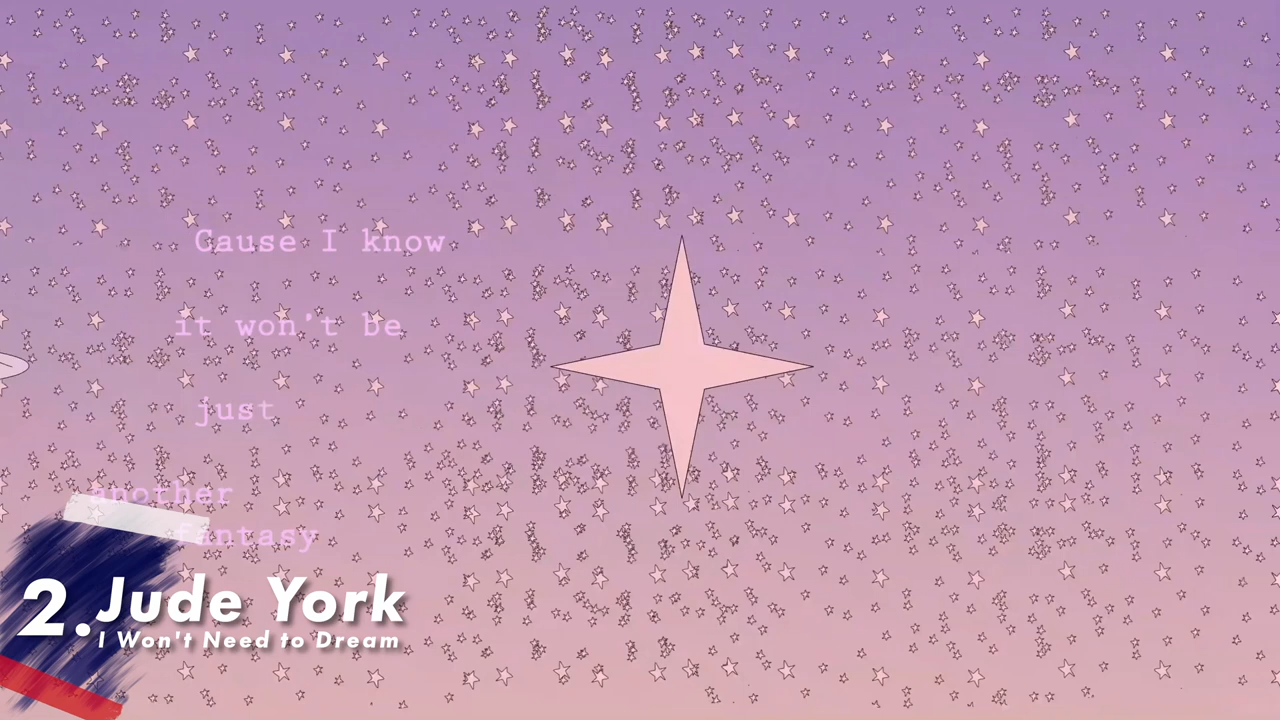 Cause I know
it won't be
just
another
fantasy
2. Jude York
I Won't Need to Dream